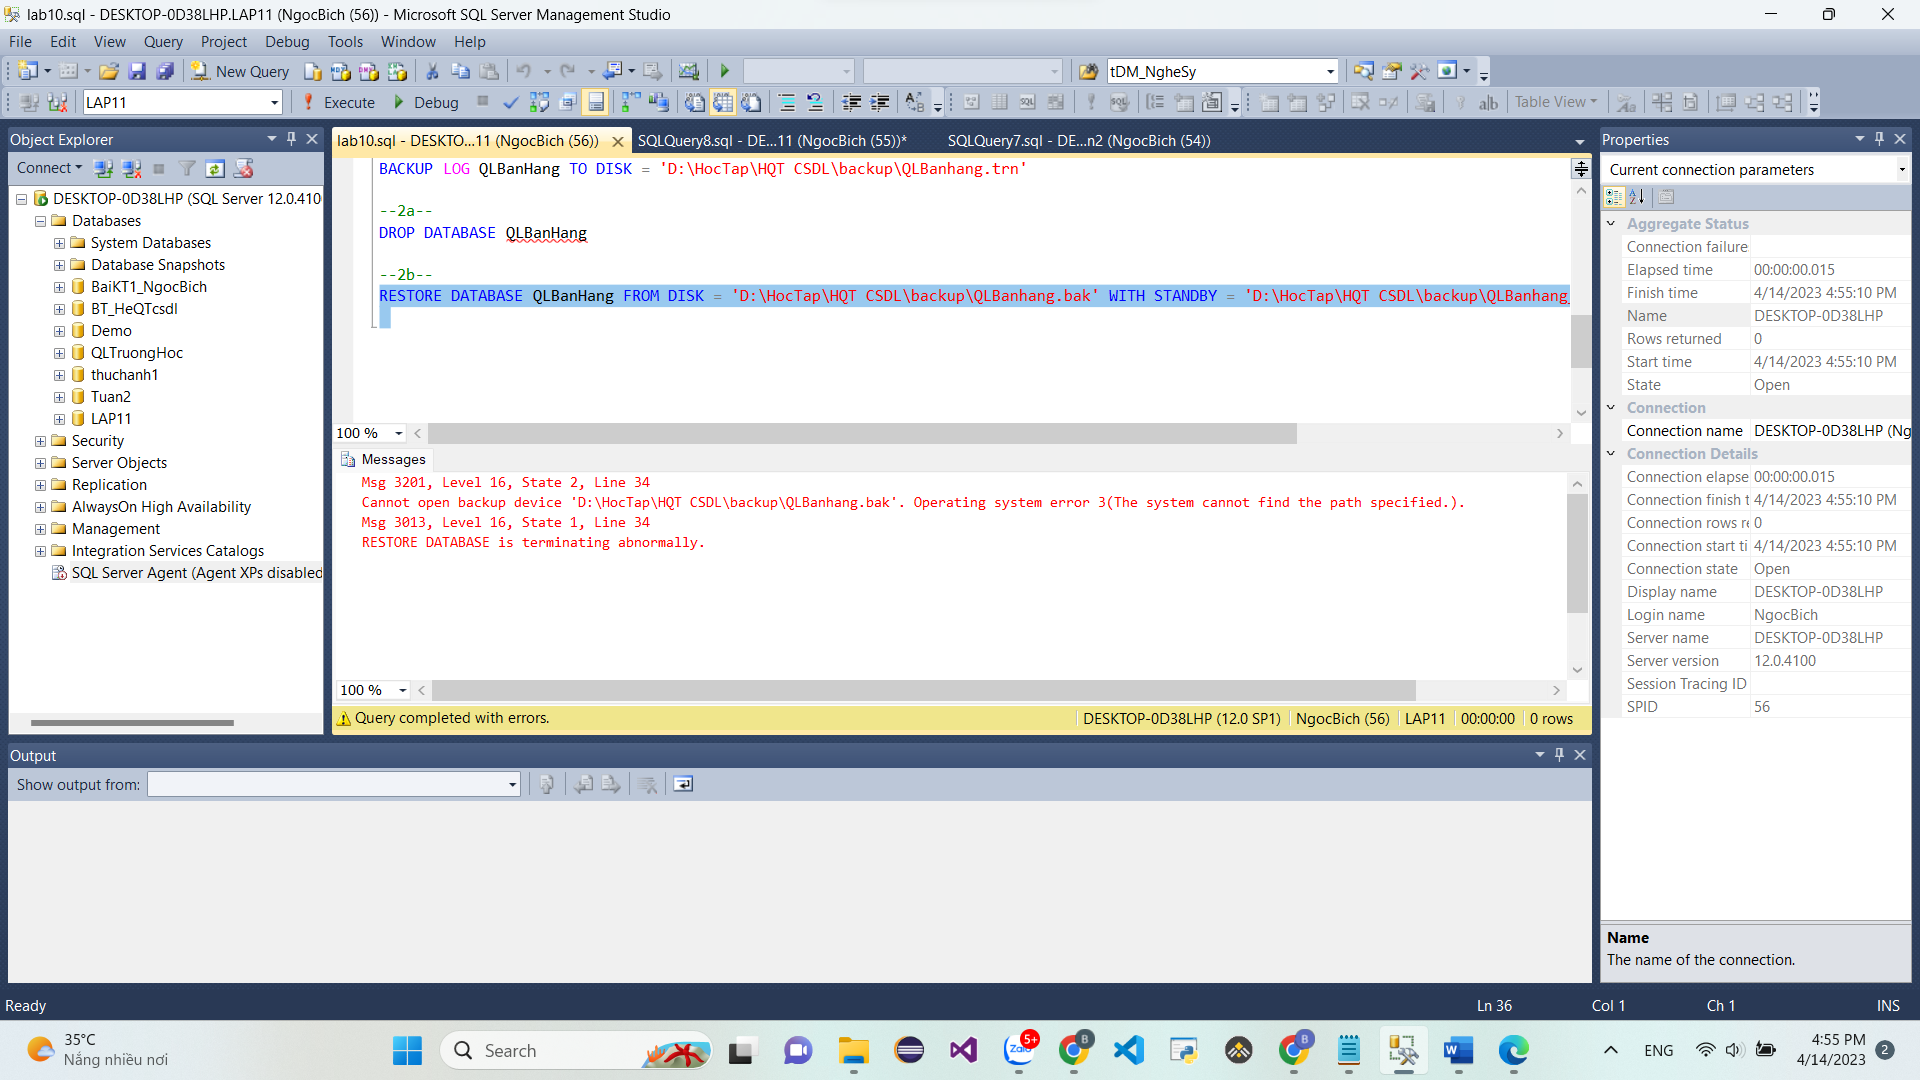 lab10.sql - DESKTOP-0D38LHP.LAP11 (NgocBich (56)) - Microsoft SQL Server Management Studio
File Edit View Query Project Debug Tools Window Help
New Query
tDM_NgheSy
LAP11
Execute
Debug
Table View
Object Explorer
Connect
DESKTOP-0D38LHP (SQL Server 12.0.410
Databases
System Databases
Database Snapshots
BaiKT1_NgocBich
BT_HeQTcsdl
Demo
QLTruongHoc
thuchanh1
Tuan2
LAP11
Security
Server Objects
Replication
AlwaysOn High Availability
Management
Integration Services Catalogs
SQL Server Agent (Agent XPs disabled
lab10.sql - DESKTO...11 (NgocBich (56))
SQLQuery8.sql - DE...11 (NgocBich (55))*
SQLQuery7.sql - DE...n2 (NgocBich (54))
BACKUP LOG QLBanHang TO DISK = 'D:\HocTap\HQT CSDL\backup\QLBanhang.trn'
--2a--
DROP DATABASE QLBanHang
--2b--
RESTORE DATABASE QLBanHang FROM DISK = 'D:\HocTap\HQT CSDL\backup\QLBanhang.bak' WITH STANDBY = 'D:\HocTap\HQT CSDL\backup\QLBanhang_
100 %
Messages
Msg 3201, Level 16, State 2, Line 34
Cannot open backup device 'D:\HocTap\HQT CSDL\backup\QLBanhang.bak'. Operating system error 3(The system cannot find the path specified.).
Msg 3013, Level 16, State 1, Line 34
RESTORE DATABASE is terminating abnormally.
100 %
Query completed with errors.
DESKTOP-0D38LHP (12.0 SP1)
NgocBich (56)
LAP11
00:00:00
0 rows
Output
Show output from:
Properties
Current connection parameters
Aggregate Status
Connection failure
Elapsed time 00:00:00.015
Finish time 4/14/2023 4:55:10 PM
Name DESKTOP-0D38LHP
Rows returned 0
Start time 4/14/2023 4:55:10 PM
State Open
Connection
Connection name DESKTOP-0D38LHP (Ng
Connection Details
Connection elapse 00:00:00.015
Connection finish t 4/14/2023 4:55:10 PM
Connection rows re 0
Connection start ti 4/14/2023 4:55:10 PM
Connection state Open
Display name DESKTOP-0D38LHP
Login name NgocBich
Server name DESKTOP-0D38LHP
Server version 12.0.4100
Session Tracing ID
SPID 56
Name
The name of the connection.
Ready
Ln 36
Col 1
Ch 1
INS
35°C
Nắng nhiều nơi
Search
Zalo
5+
B
B
ENG
4:55 PM
4/14/2023
2